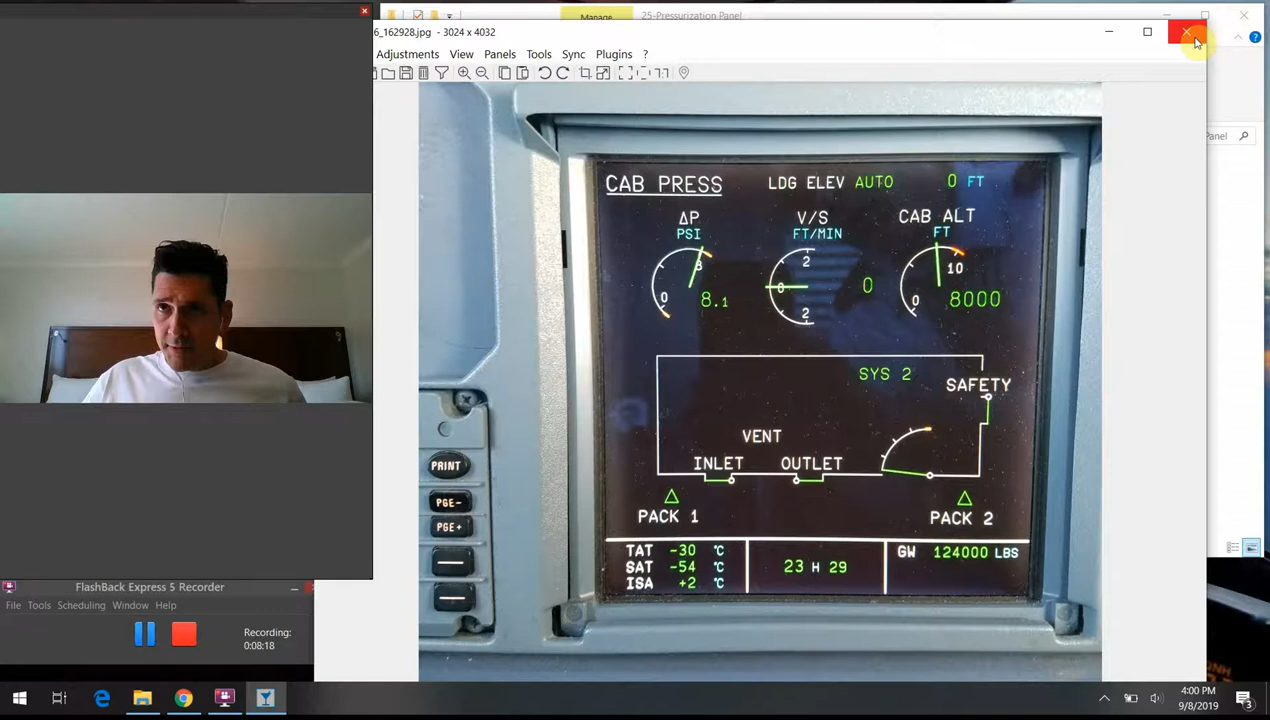 Manage
25-Pressurization Panel
6_162928.jpg - 3024 x 4032
Adjustments View Panels Tools Sync Plugins ?
Panel
CAB PRESS
LDG ELEV AUTO 0 FT
ΔP
PSI
V/S
FT/MIN
CAB ALT
FT
8
0
8.1
2
0
2
0
10
0
8000
SYS 2
SAFETY
VENT
INLET
OUTLET
PACK 1
PACK 2
TAT -30 °C
SAT -54 °C
ISA +2 °C
23 H 29
GW 124000 LBS
PRINT
PGE-
PGE+
FlashBack Express 5 Recorder
File Tools Scheduling Window Help
Recording:
0:08:18
4:00 PM
9/8/2019
3